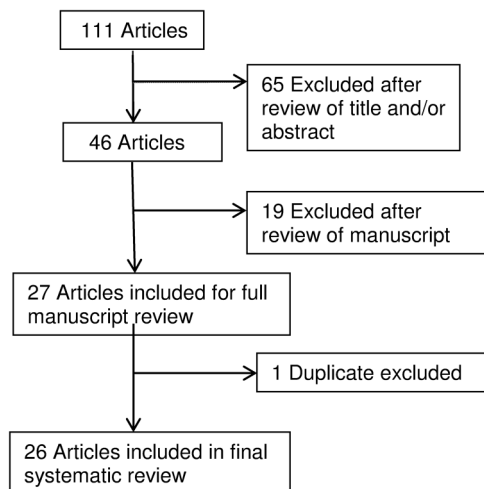 111 Articles
65 Excluded after
review of title and/or
abstract
46 Articles
19 Excluded after
review of manuscript
27 Articles included for full
manuscript review
1 Duplicate excluded
26 Articles included in final
systematic review